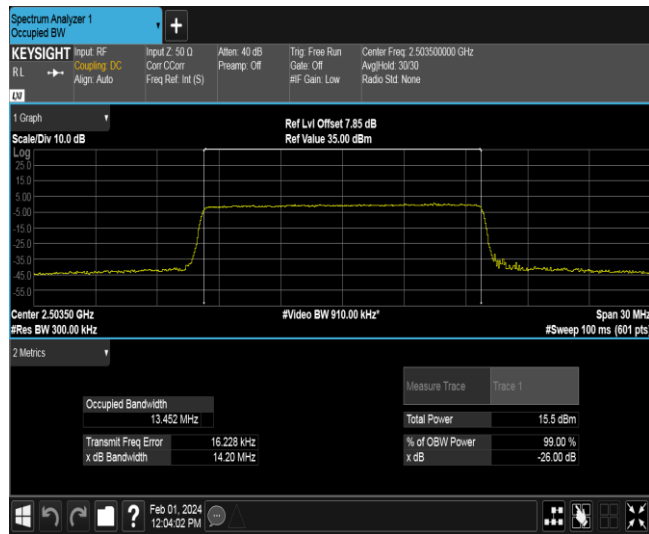 Spectrum Analyzer 1
Occupied BW
KEYSIGHT
RL
LXI
Input: RF
Coupling: DC
Align: Auto
Input Z: 50 Ω
Corr CCorr
Freq Ref: Int (S)
Atten: 40 dB
Preamp: Off
Trig: Free Run
Gate: Off
#IF Gain: Low
Center Freq: 2.503500000 GHz
Avg|Hold: 30/30
Radio Std: None
1 Graph
Scale/Div 10.0 dB
Ref Lvl Offset 7.85 dB
Ref Value 35.00 dBm
Log
25.0
15.0
5.00
-5.00
-15.0
-25.0
-35.0
-45.0
-55.0
Center 2.50350 GHz
#Res BW 300.00 kHz
#Video BW 910.00 kHz*
Span 30 MHz
#Sweep 100 ms (601 pts)
2 Metrics
Measure Trace Trace 1
Occupied Bandwidth
13.452 MHz
Total Power 15.5 dBm
Transmit Freq Error 16.228 kHz
% of OBW Power 99.00 %
x dB Bandwidth 14.20 MHz
x dB -26.00 dB
?
Feb 01, 2024
12:04:02 PM